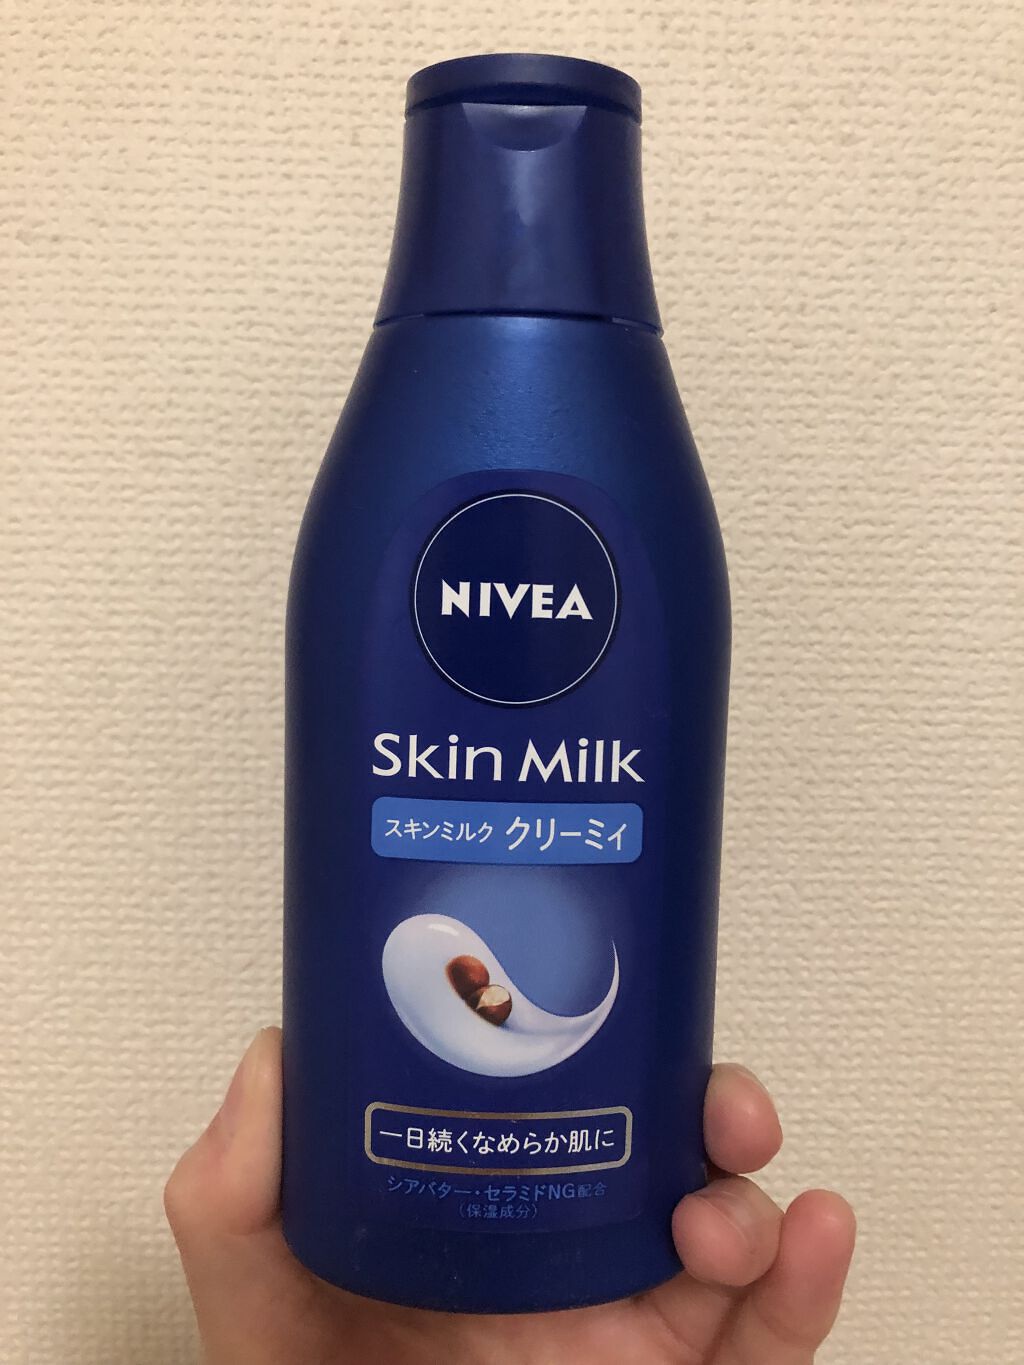 NIVEA
Skin Milk
スキンミルク クリーミィ
一日続くなめらか肌に
シアバター・セラミドNG配合
(保湿成分)